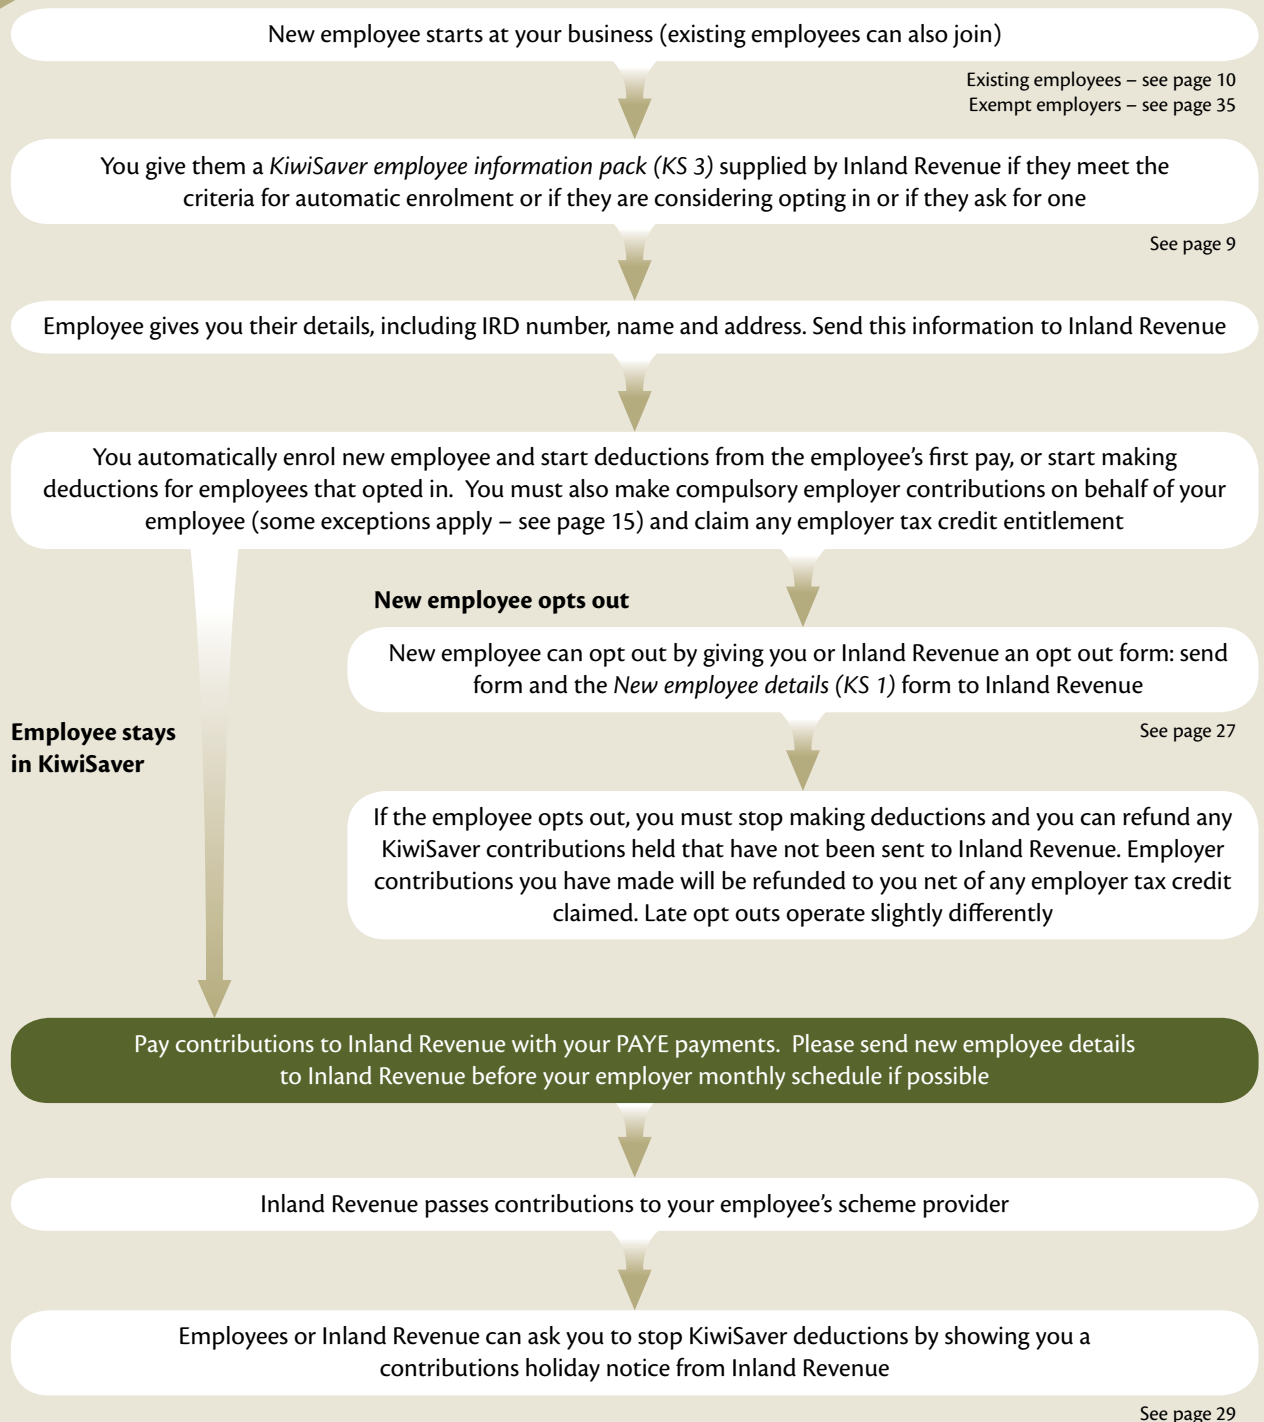 New employee starts at your business (existing employees can also join)
Existing employees – see page 10
Exempt employers – see page 35
You give them a KiwiSaver employee information pack (KS 3) supplied by Inland Revenue if they meet the
criteria for automatic enrolment or if they are considering opting in or if they ask for one
See page 9
Employee gives you their details, including IRD number, name and address. Send this information to Inland Revenue
You automatically enrol new employee and start deductions from the employee's first pay, or start making
deductions for employees that opted in.  You must also make compulsory employer contributions on behalf of your
employee (some exceptions apply – see page 15) and claim any employer tax credit entitlement
New employee opts out
New employee can opt out by giving you or Inland Revenue an opt out form: send
form and the New employee details (KS 1) form to Inland Revenue
See page 27
Employee stays
in KiwiSaver
If the employee opts out, you must stop making deductions and you can refund any
KiwiSaver contributions held that have not been sent to Inland Revenue. Employer
contributions you have made will be refunded to you net of any employer tax credit
claimed. Late opt outs operate slightly differently
Pay contributions to Inland Revenue with your PAYE payments.  Please send new employee details
to Inland Revenue before your employer monthly schedule if possible
Inland Revenue passes contributions to your employee's scheme provider
Employees or Inland Revenue can ask you to stop KiwiSaver deductions by showing you a
contributions holiday notice from Inland Revenue
See page 29